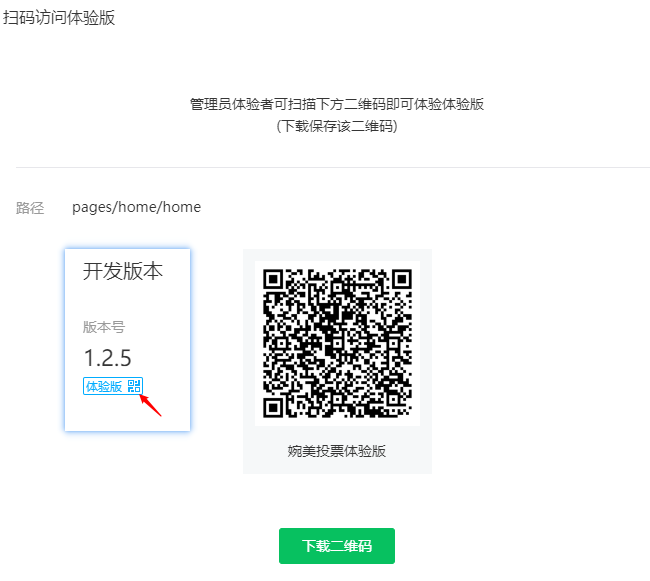 扫码访问体验版
管理员体验者可扫描下方二维码即可体验体验版
(下载保存该二维码)
路径 pages/home/home
开发版本
版本号
1.2.5
体验版
婉美投票体验版
下载二维码